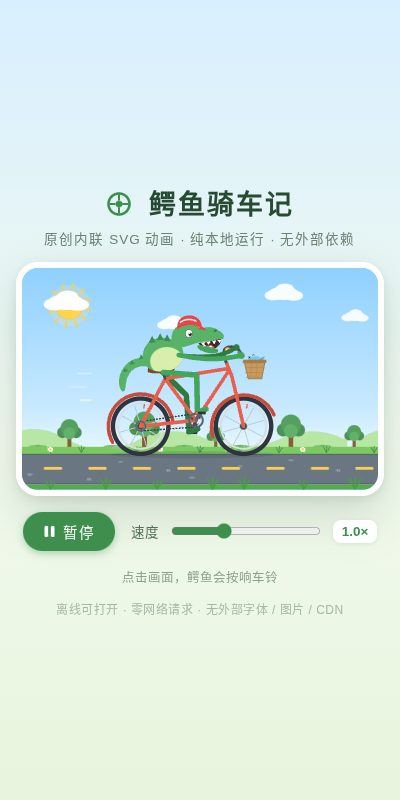 鳄鱼骑车记
原创内联 SVG 动画 · 纯本地运行 · 无外部依赖
暂停 速度 1.0×
点击画面，鳄鱼会按响车铃
离线可打开 · 零网络请求 · 无外部字体 / 图片 / CDN